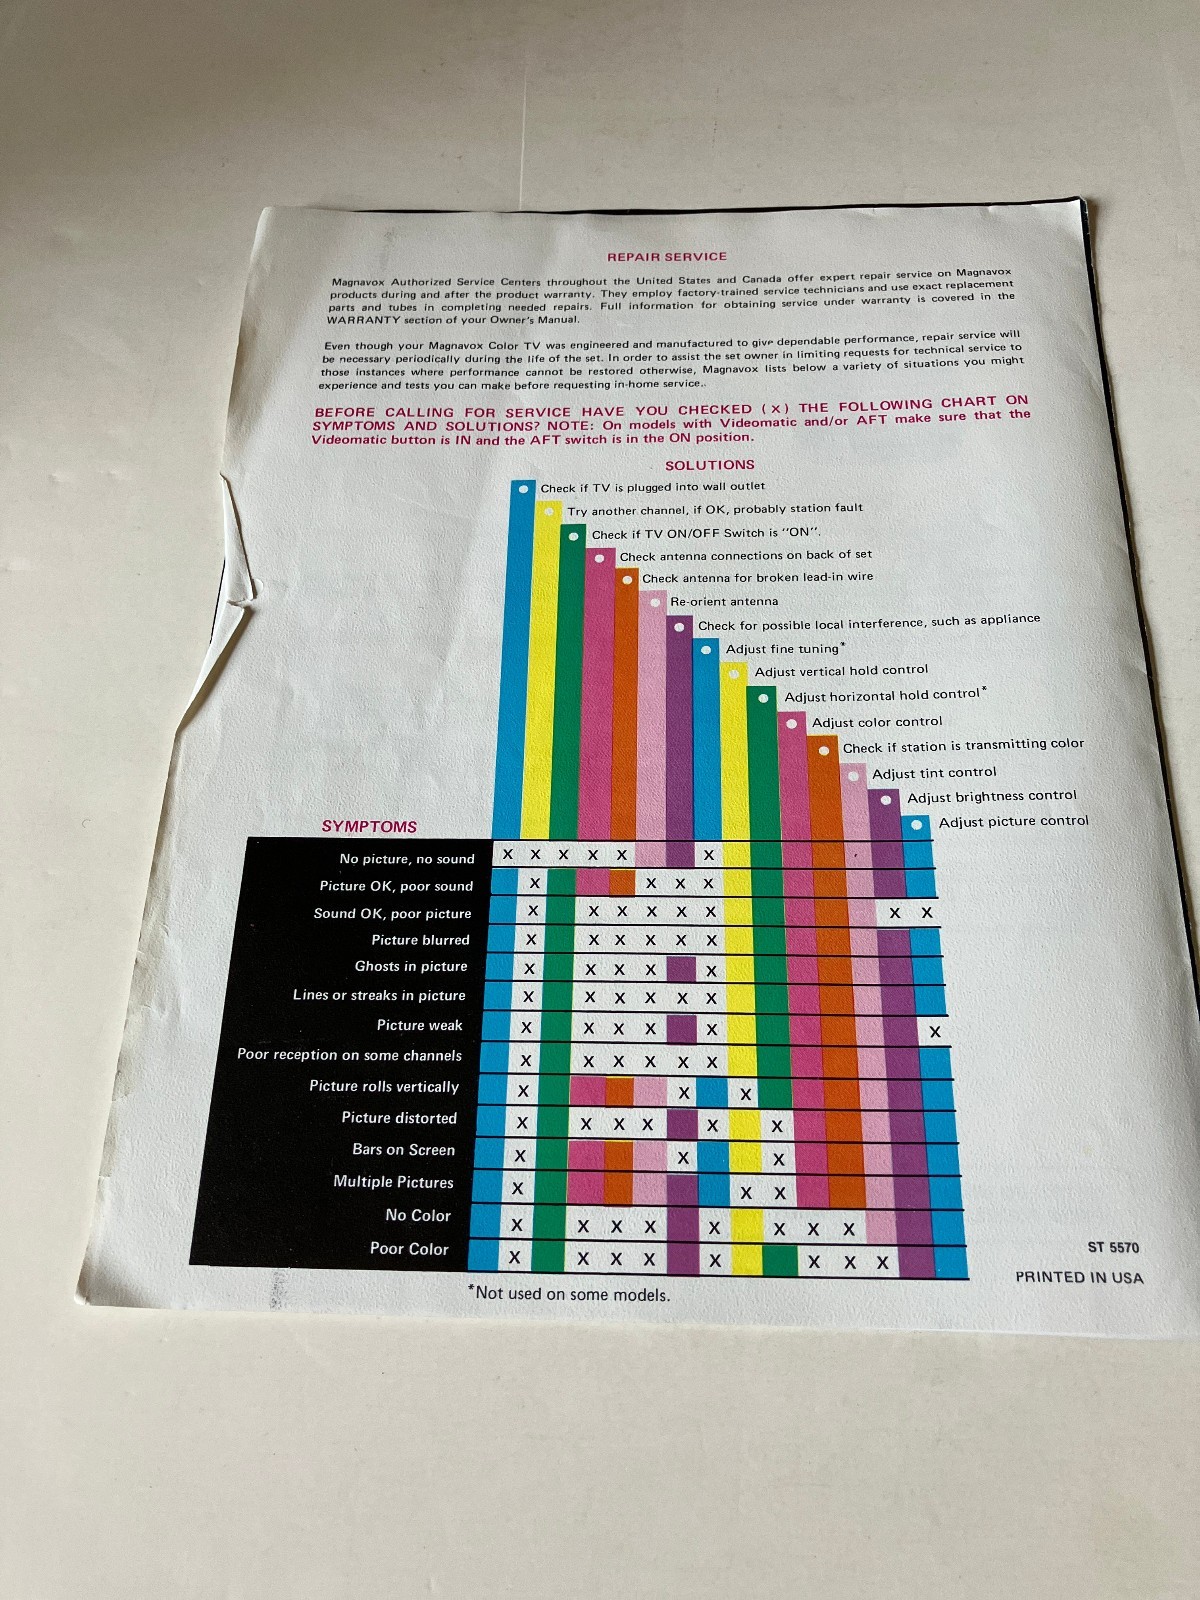 REPAIR SERVICE
Magnavox Authorized Service Centers throughout the United States and Canada offer expert repair service on Magnavox
products during and after the product warranty. They employ factory-trained service technicians and use exact replacement
parts and tubes in completing needed repairs. Full information for obtaining service under warranty is covered in the
WARRANTY section of your Owner's Manual.
Even though your Magnavox Color TV was engineered and manufactured to give dependable performance, repair service will
be necessary periodically during the life of the set. In order to assist the set owner in limiting requests for technical service to
those instances where performance cannot be restored otherwise, Magnavox lists below a variety of situations you might
experience and tests you can make before requesting in-home service..
BEFORE CALLING FOR SERVICE HAVE YOU CHECKED (X) THE FOLLOWING CHART ON
SYMPTOMS AND SOLUTIONS? NOTE: On models with Videomatic and/or AFT make sure that the
Videomatic button is IN and the AFT switch is in the ON position.
SOLUTIONS
Check if TV is plugged into wall outlet
Try another channel, if OK, probably station fault
Check if TV ON/OFF Switch is "ON".
Check antenna connections on back of set
Check antenna for broken lead-in wire
Re-orient antenna
Check for possible local interference, such as appliance
Adjust fine tuning*
Adjust vertical hold control
Adjust horizontal hold control*
Adjust color control
Check if station is transmitting color
Adjust tint control
Adjust brightness control
Adjust picture control
SYMPTOMS
No picture, no sound X X X X X X
Picture OK, poor sound X X X X
Sound OK, poor picture X X X X X X X X
Picture blurred X X X X X X
Ghosts in picture X X X X X
Lines or streaks in picture X X X X X X
Picture weak X X X X X X
Poor reception on some channels X X X X X X
Picture rolls vertically X X X
Picture distorted X X X X X X
Bars on Screen X X X
Multiple Pictures X X X
No Color X X X X X X X X
Poor Color X X X X X X X X
*Not used on some models.
ST 5570
PRINTED IN USA